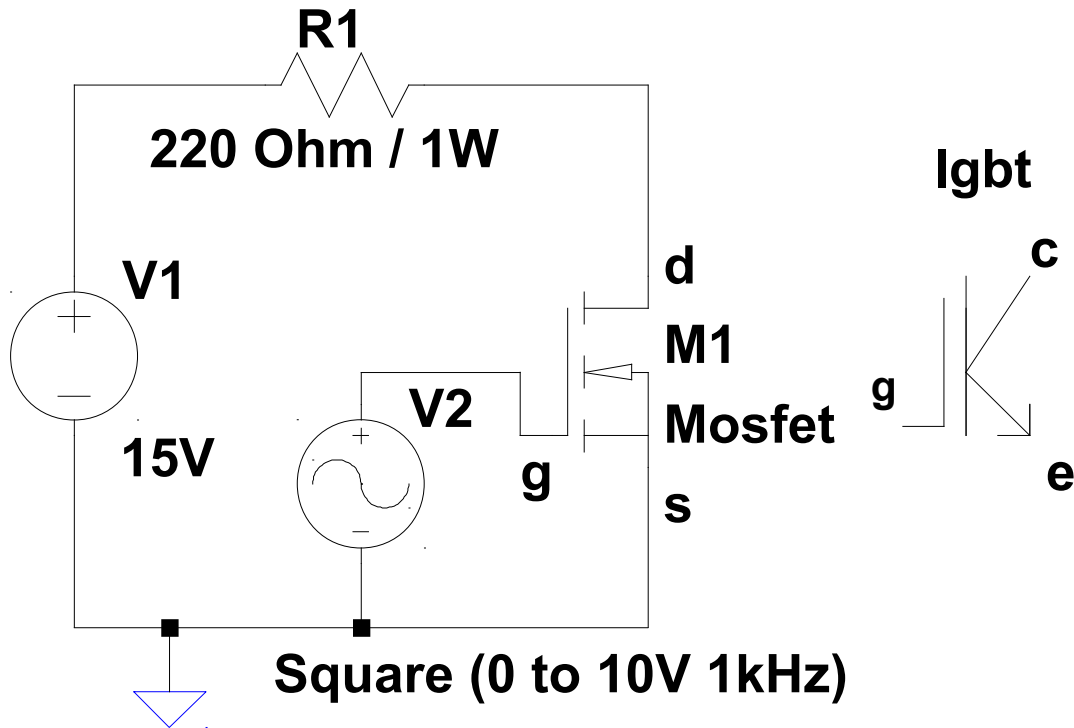 R1
220 Ohm / 1W
Igbt
V1
d
c
M1
V2
g
Mosfet
15V
g
s
e
Square (0 to 10V 1kHz)